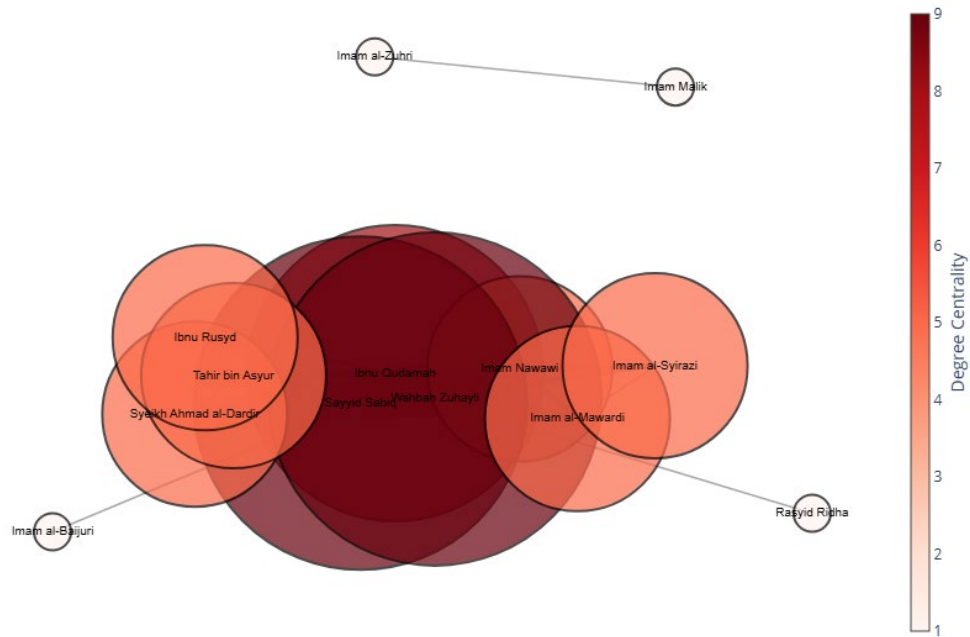 Imam al-Zuhri
Imam Malik
Ibnu Rusyd
Tahir bin Asyur
Syeikh Ahmad al-Dardir
Ibnu Qudamah
Sayyid Sabiq
Wahbah Zuhayli
Imam Nawawi
Imam al-Syirazi
Imam al-Mawardi
Imam al-Baijuri
Rasyid Ridha
9
8
7
6
5
4
3
2
1
Degree Centrality